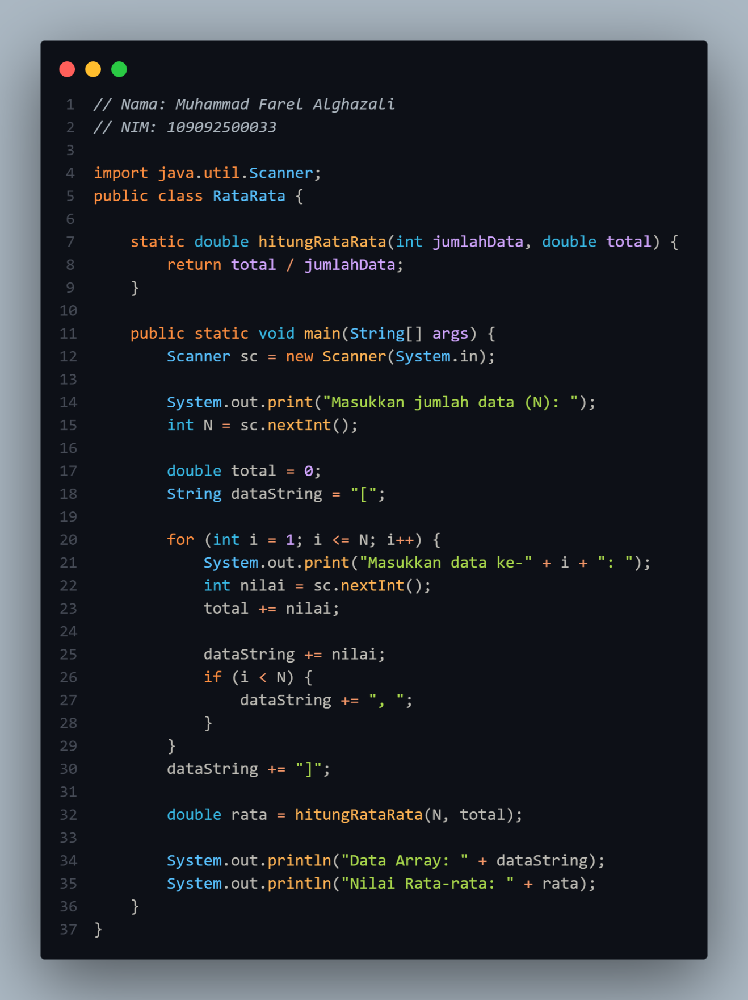 1 // Nama: Muhammad Farel Alghazali
2 // NIM: 109092500033
3
4 import java.util.Scanner;
5 public class RataRata {
6
7     static double hitungRataRata(int jumlahData, double total) {
8         return total / jumlahData;
9     }
10
11     public static void main(String[] args) {
12         Scanner sc = new Scanner(System.in);
13
14         System.out.print("Masukkan jumlah data (N): ");
15         int N = sc.nextInt();
16
17         double total = 0;
18         String dataString = "[";
19
20         for (int i = 1; i <= N; i++) {
21             System.out.print("Masukkan data ke-" + i + ": ");
22             int nilai = sc.nextInt();
23             total += nilai;
24
25             dataString += nilai;
26             if (i < N) {
27                 dataString += ", ";
28             }
29         }
30         dataString += "]";
31
32         double rata = hitungRataRata(N, total);
33
34         System.out.println("Data Array: " + dataString);
35         System.out.println("Nilai Rata-rata: " + rata);
36     }
37 }